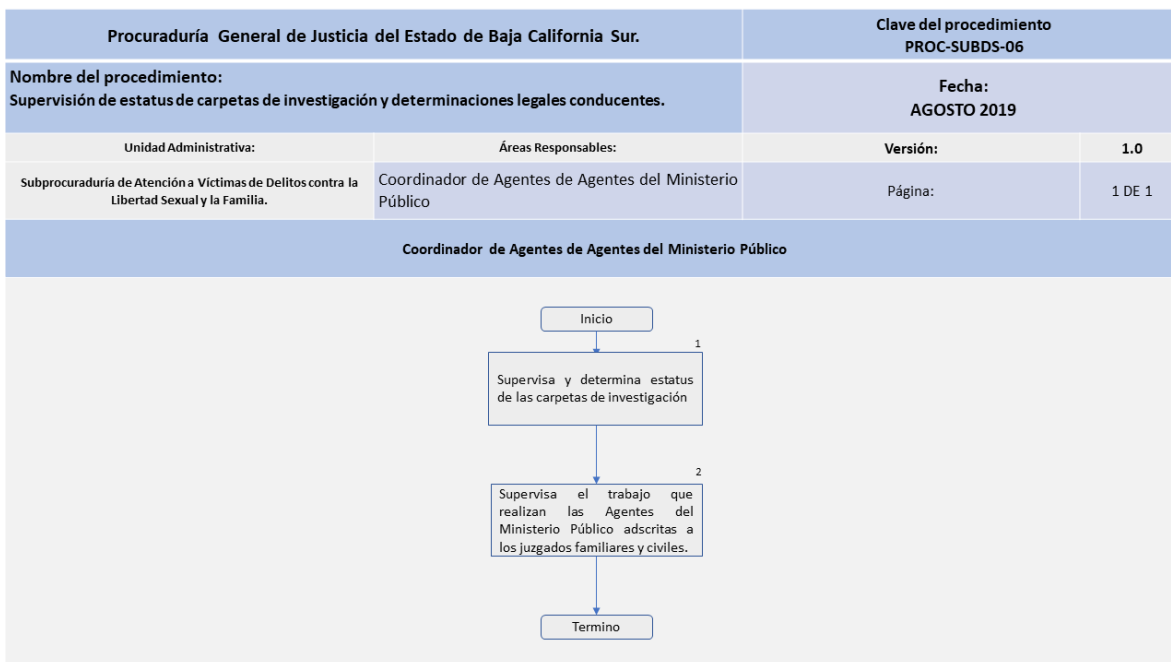 Procuraduría General de Justicia del Estado de Baja California Sur.
Clave del procedimiento
PROC-SUBDS-06
Nombre del procedimiento:
Supervisión de estatus de carpetas de investigación y determinaciones legales conducentes.
Fecha:
AGOSTO 2019
Unidad Administrativa:
Áreas Responsables:
Versión:
1.0
Subprocuraduría de Atención a Víctimas de Delitos contra la
Libertad Sexual y la Familia.
Coordinador de Agentes de Agentes del Ministerio
Público
Página:
1 DE 1
Coordinador de Agentes de Agentes del Ministerio Público
Inicio
1
Supervisa y determina estatus
de las carpetas de investigación
2
Supervisa el trabajo que
realizan las Agentes del
Ministerio Público adscritas a
los juzgados familiares y civiles.
Termino